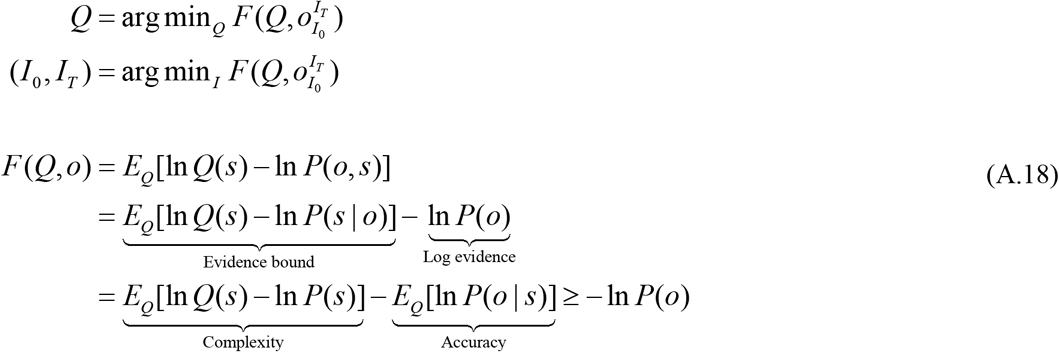 Q = arg min_Q F(Q, o_{I_0}^{I_T})
(I_0, I_T) = arg min_I F(Q, o_{I_0}^{I_T})
F(Q, o) = E_Q[ln Q(s) − ln P(o, s)]
(A.18)
= E_Q[ln Q(s) − ln P(s | o)] − ln P(o)
Evidence bound Log evidence
= E_Q[ln Q(s) − ln P(s)] − E_Q[ln P(o | s)] ≥ − ln P(o)
Complexity Accuracy